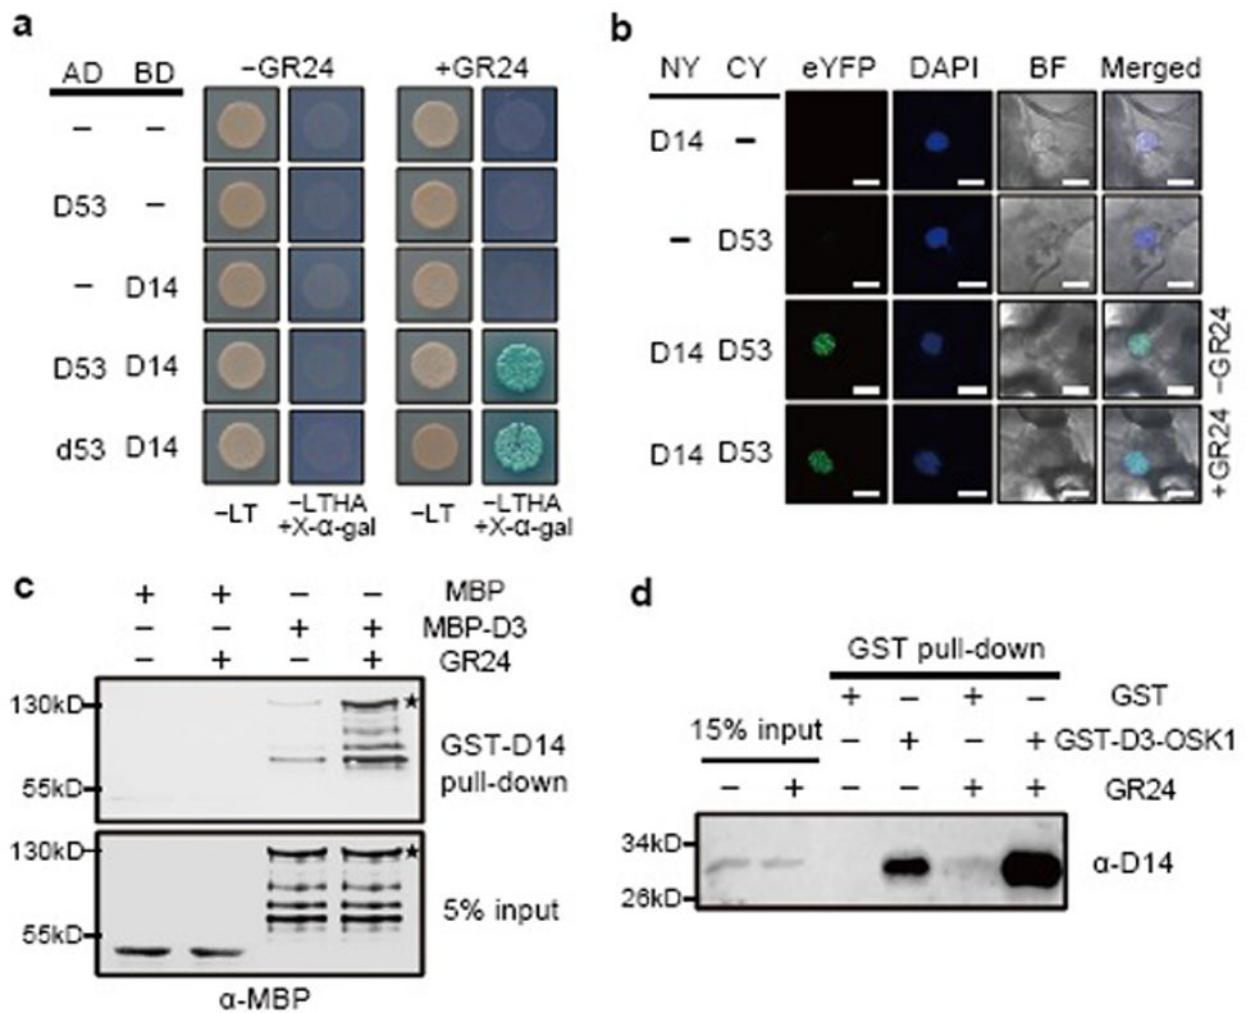 a
AD BD −GR24 +GR24
− −
D53 −
− D14
D53 D14
d53 D14
−LT −LTHA +X-α-gal −LT −LTHA +X-α-gal
b
NY CY eYFP DAPI BF Merged
D14 −
− D53
D14 D53 −GR24
D14 D53 +GR24
c
+ + − − MBP
− − + + MBP-D3
− + − + GR24
130kD
GST-D14
pull-down
55kD
130kD
5% input
55kD
α-MBP
d
GST pull-down
+ − + − GST
15% input − + − + GST-D3-OSK1
− + − − + + GR24
34kD
α-D14
26kD